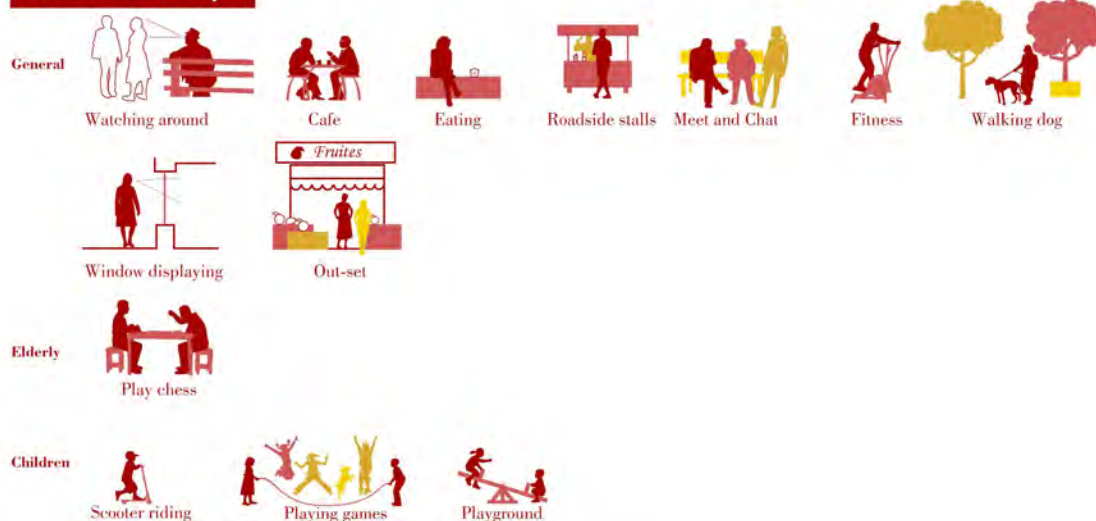 General
Watching around
Cafe
Eating
Roadside stalls
Meet and Chat
Fitness
Walking dog
Fruites
Window displaying
Out-set
Elderly
Play chess
Children
Scooter riding
Playing games
Playground